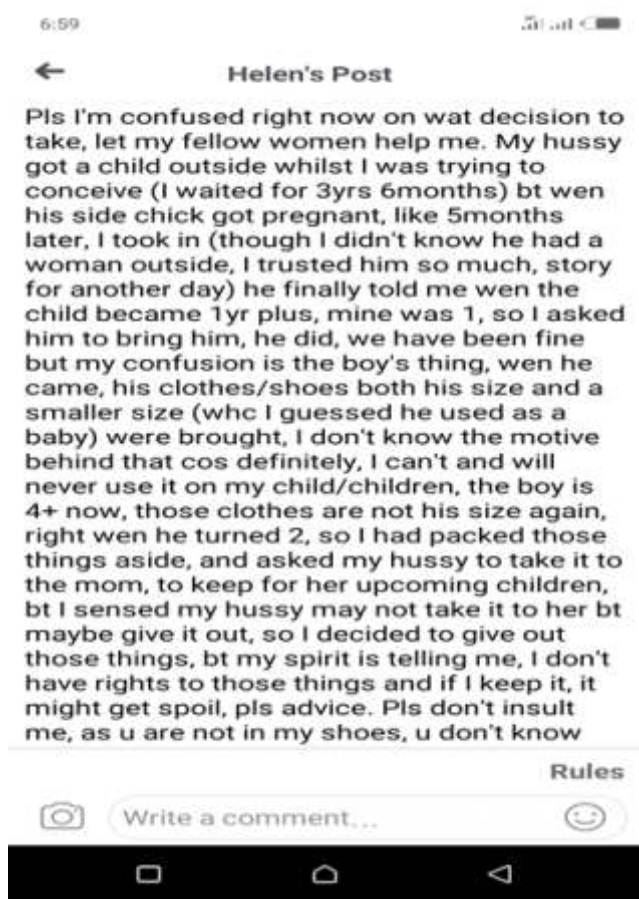 6:59
Helen's Post
Pls I'm confused right now on wat decision to
take, let my fellow women help me. My hussy
got a child outside whilst I was trying to
conceive (I waited for 3yrs 6months) bt wen
his side chick got pregnant, like 5months
later, I took in (though I didn't know he had a
woman outside, I trusted him so much, story
for another day) he finally told me wen the
child became 1yr plus, mine was 1, so I asked
him to bring him, he did, we have been fine
but my confusion is the boy's thing, wen he
came, his clothes/shoes both his size and a
smaller size (whc I guessed he used as a
baby) were brought, I don't know the motive
behind that cos definitely, I can't and will
never use it on my child/children, the boy is
4+ now, those clothes are not his size again,
right wen he turned 2, so I had packed those
things aside, and asked my hussy to take it to
the mom, to keep for her upcoming children,
bt I sensed my hussy may not take it to her bt
maybe give it out, so I decided to give out
those things, bt my spirit is telling me, I don't
have rights to those things and if I keep it, it
might get spoil, pls advice. Pls don't insult
me, as u are not in my shoes, u don't know
Rules
Write a comment...